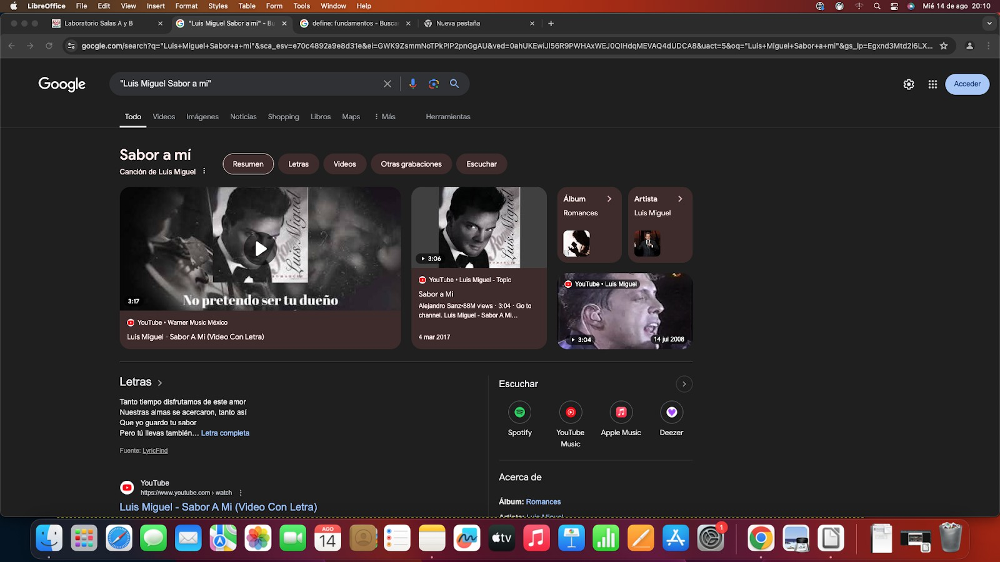 LibreOffice File Edit View Insert Format Styles Table Form Tools Window Help Mié 14 de ago 20:10
Laboratorio Salas A y B "Luis Miguel Sabor a mi" - Bu define: fundamentos - Buscar Nueva pestaña
google.com/search?q="Luis+Miguel+Sabor+a+mi"&sca_esv=e70c4892a9e8d31e&ei=GWK9ZsmmNoTPkPIP2pnGgAU&ved=0ahUKEwiJl56R9PWHAxWEJ0QIHdqMEVAQ4dUDCA8&uact=5&oq="Luis+Miguel+Sabor+a+mi"&gs_lp=Egxnd3Mtd2l6LX...
Google "Luis Miguel Sabor a mi" Acceder
Todo Videos Imágenes Noticias Shopping Libros Maps Más Herramientas
Sabor a mí
Canción de Luis Miguel
Resumen Letras Videos Otras grabaciones Escuchar
Luis Miguel
ROMANCES
No pretendo ser tu dueño
3:17
YouTube • Warner Music México
Luis Miguel - Sabor A Mi (Video Con Letra)
Luis Miguel
ROMANCES
3:06
YouTube • Luis Miguel - Topic
Sabor a Mi
Alejandro Sanz•88M views · 3:04 · Go to
channel. Luis Miguel - Sabor A Mi...
4 mar 2017
Álbum
Romances
Artista
Luis Miguel
YouTube • Luis Miguel
3:04
14 jul 2008
Letras
Tanto tiempo disfrutamos de este amor
Nuestras almas se acercaron, tanto así
Que yo guardo tu sabor
Pero tú llevas también... Letra completa
Fuente: LyricFind
YouTube
https://www.youtube.com › watch
Luis Miguel - Sabor A Mi (Video Con Letra)
Escuchar
Spotify YouTube Music Apple Music Deezer
Acerca de
Álbum: Romances
Artista: Luis Miguel
AGO
14
tv
1